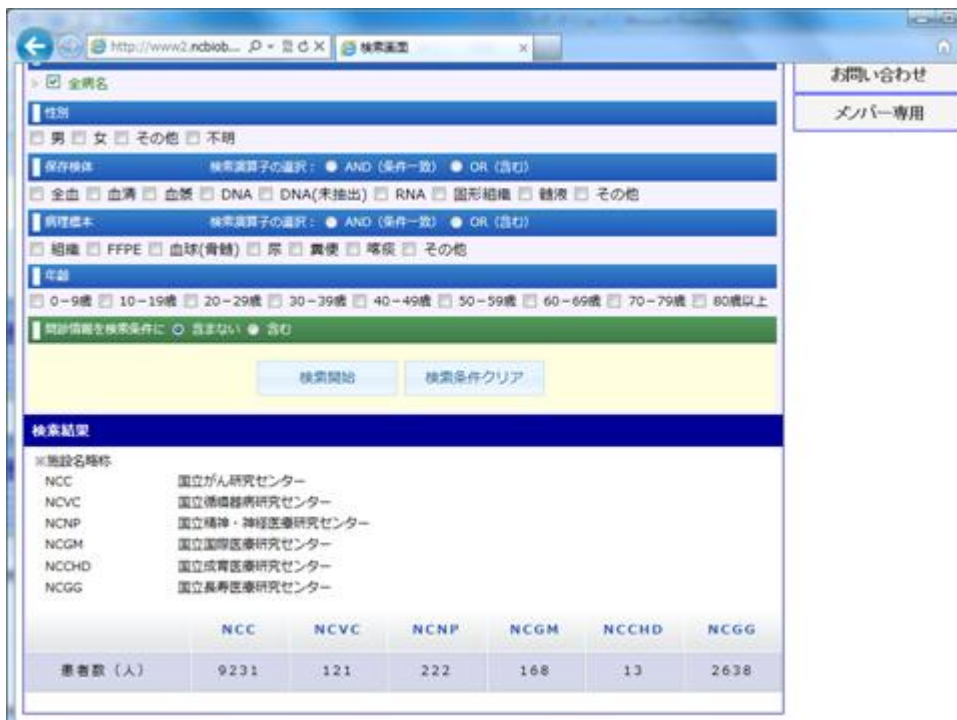 http://www2.ncbiob...
検索画面
全病名
お問い合わせ
メンバー専用
性別
男 女 その他 不明
保存検体 検索演算子の選択： AND（条件一致） OR（含む）
全血 血清 血漿 DNA DNA(未抽出) RNA 固形組織 髄液 その他
病理標本 検索演算子の選択： AND（条件一致） OR（含む）
組織 FFPE 血球(骨髄) 尿 糞便 喀痰 その他
年齢
0－9歳 10－19歳 20－29歳 30－39歳 40－49歳 50－59歳 60－69歳 70－79歳 80歳以上
問診情報を検索条件に 含まない 含む
検索開始 検索条件クリア
検索結果
※施設名略称
NCC 国立がん研究センター
NCVC 国立循環器病研究センター
NCNP 国立精神・神経医療研究センター
NCGM 国立国際医療研究センター
NCCHD 国立成育医療研究センター
NCGG 国立長寿医療研究センター
NCC NCVC NCNP NCGM NCCHD NCGG
患者数（人） 9231 121 222 168 13 2638